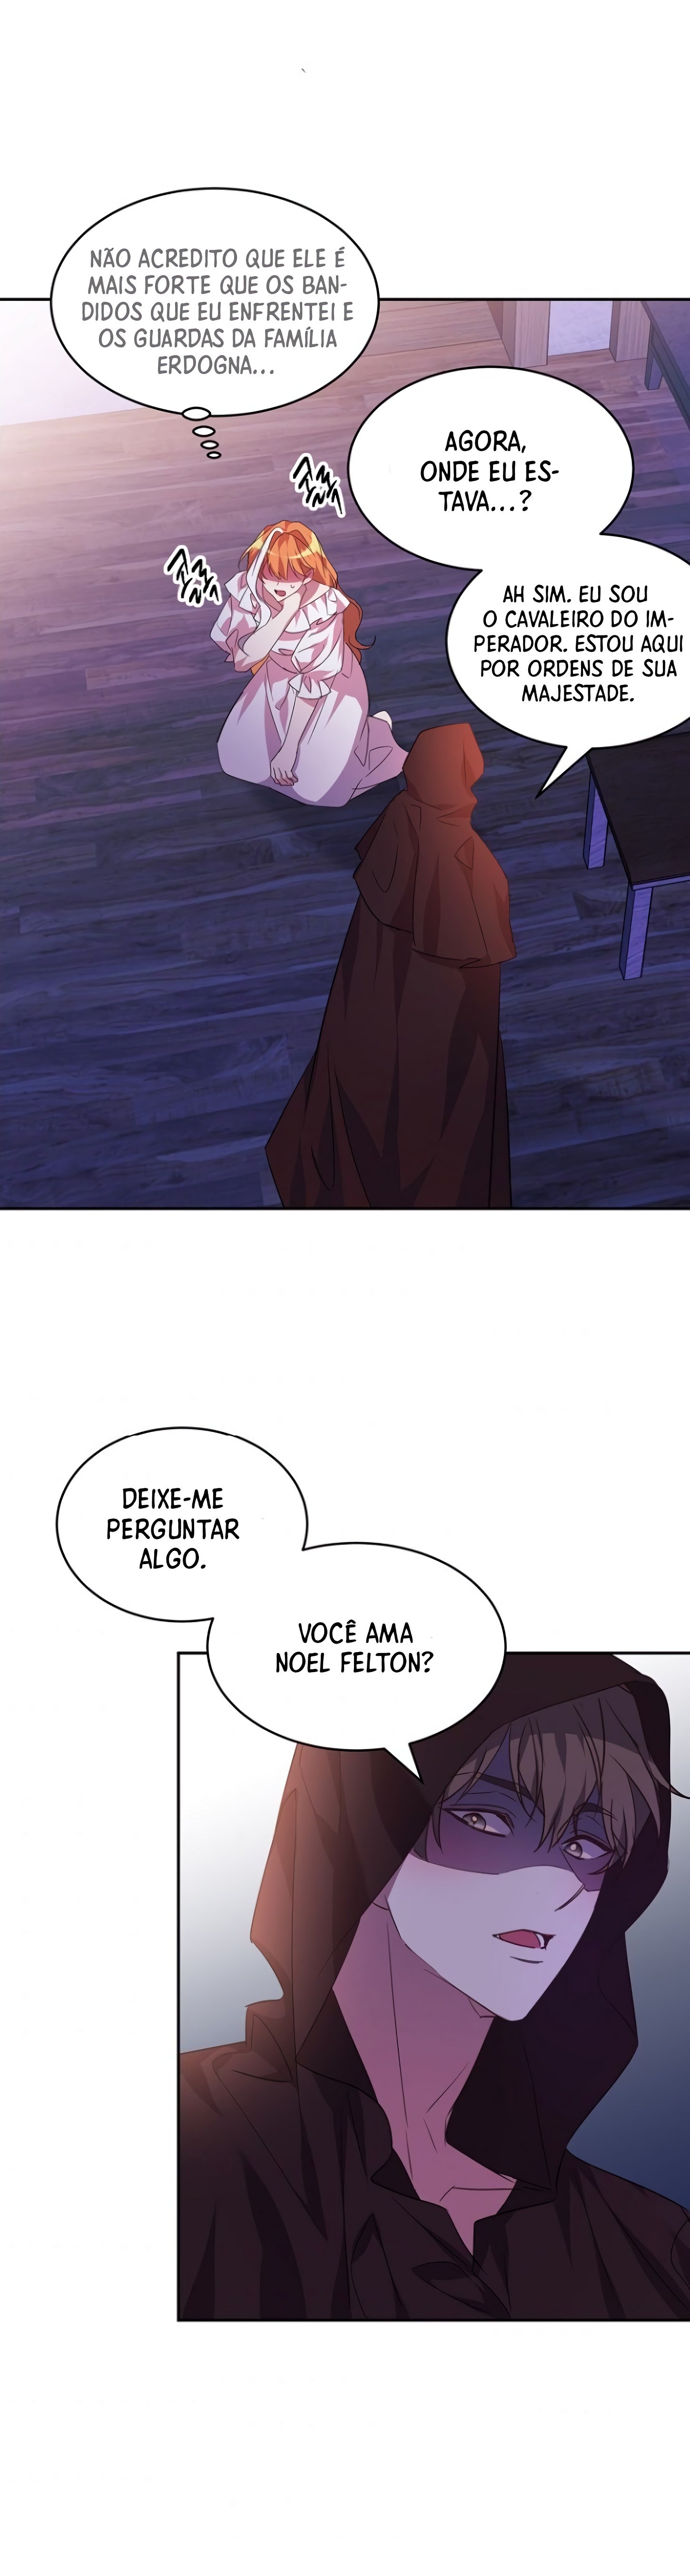 NÃO ACREDITO QUE ELE É
MAIS FORTE QUE OS BAN-
DIDOS QUE EU ENFRENTEI E
OS GUARDAS DA FAMÍLIA
ERDOGNA...
AGORA,
ONDE EU ES-
TAVA...?
AH SIM. EU SOU
O CAVALEIRO DO IM-
PERADOR. ESTOU AQUI
POR ORDENS DE SUA
MAJESTADE.
DEIXE-ME
PERGUNTAR
ALGO.
VOCÊ AMA
NOEL FELTON?